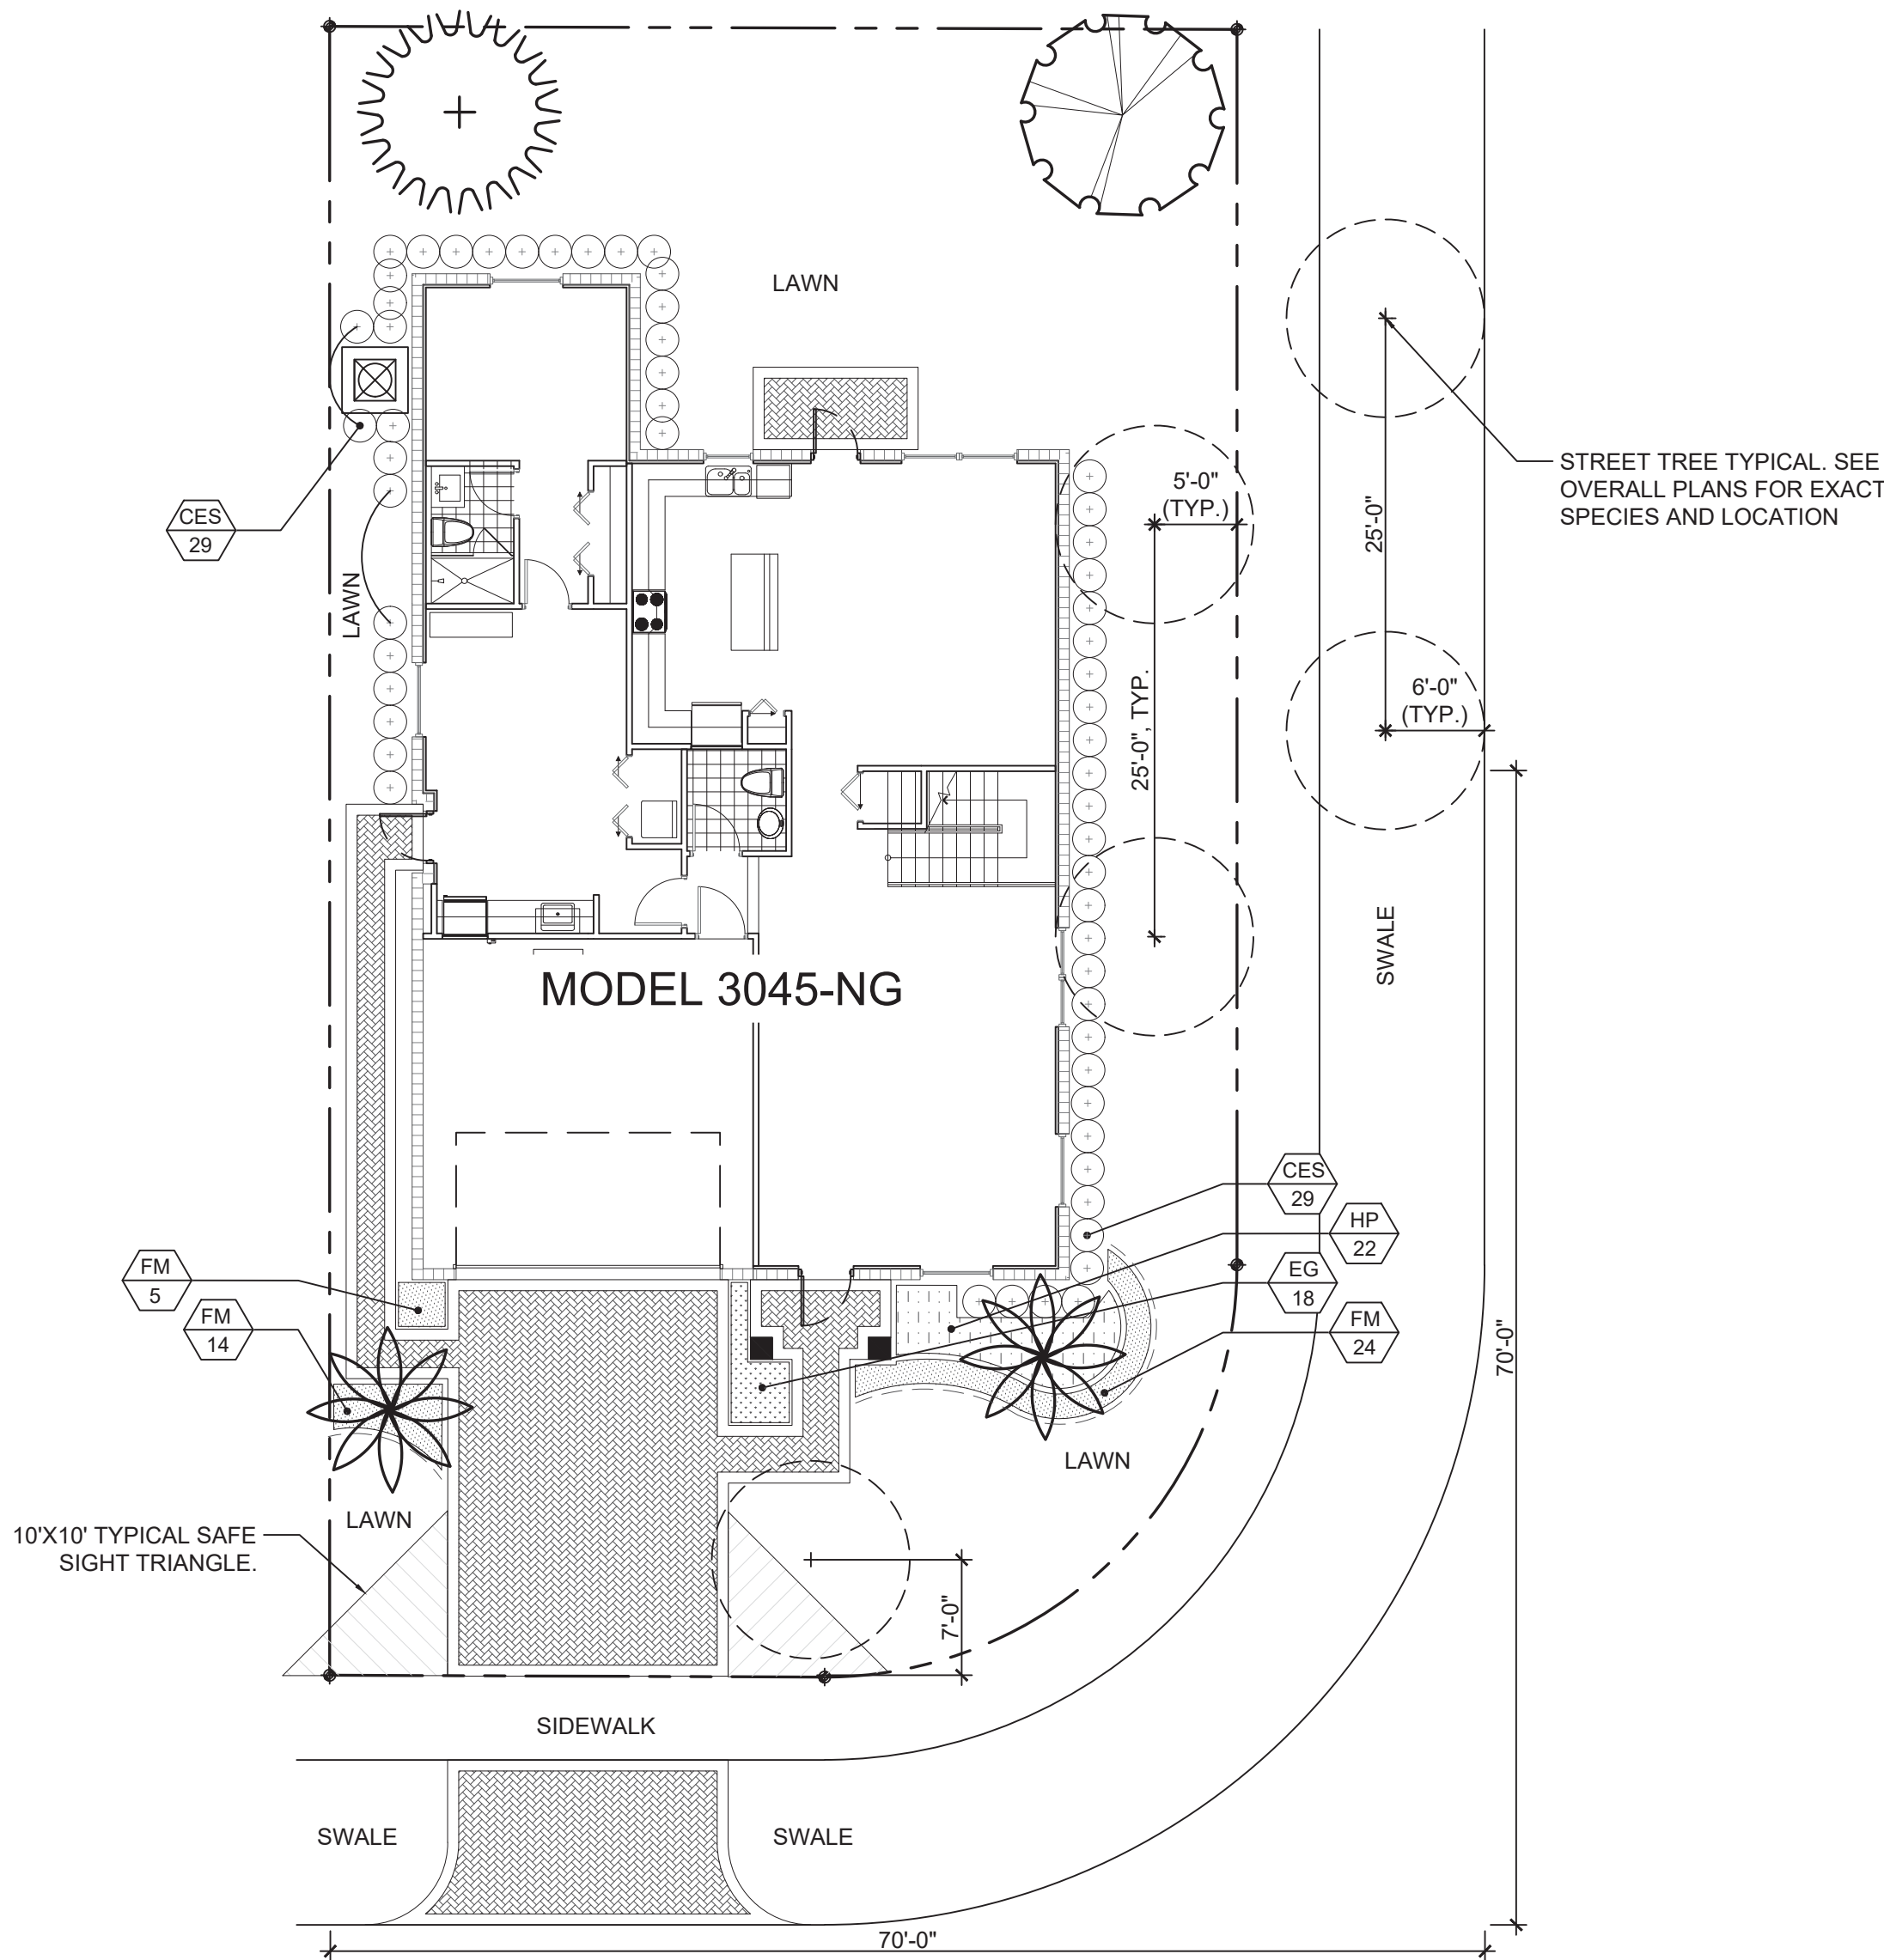 LAWN
5'-0"
(TYP.)
25'-0"
STREET TREE TYPICAL. SEE
OVERALL PLANS FOR EXACT
SPECIES AND LOCATION
CES
29
LAWN
25'-0", TYP.
6'-0"
(TYP.)
SWALE
MODEL 3045-NG
CES
29
HP
22
EG
18
FM
24
FM
5
FM
14
70'-0"
LAWN
LAWN
10'X10' TYPICAL SAFE
SIGHT TRIANGLE.
7'-0"
SIDEWALK
SWALE
SWALE
70'-0"